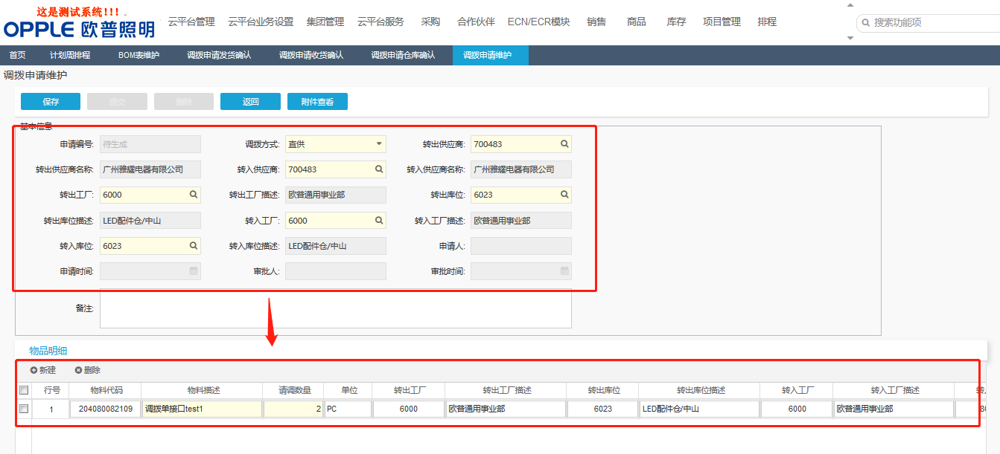 这是测试系统!!! .
OPPLE 欧普照明
云平台管理 云平台业务设置 集团管理 云平台服务 采购 合作伙伴 ECN/ECR模块 销售 商品 库存 项目管理 排程
搜索功能项
首页 计划周排程 BOM表维护 调拨申请发货确认 调拨申请收货确认 调拨申请仓库确认 调拨申请维护
调拨申请维护
保存 提交 删除 返回 附件查看
基本信息
申请编号: 待生成 调拨方式: 直供 转出供应商: 700483
转出供应商名称: 广州雅耀电器有限公司 转入供应商: 700483 转入供应商名称: 广州雅耀电器有限公司
转出工厂: 6000 转出工厂描述: 欧普通用事业部 转出库位: 6023
转出库位描述: LED配件仓/中山 转入工厂: 6000 转入工厂描述: 欧普通用事业部
转入库位: 6023 转入库位描述: LED配件仓/中山 申请人:
申请时间: 审批人: 审批时间:
备注:
物品明细
新建 删除
行号 物料代码 物料描述 请调数量 单位 转出工厂 转出工厂描述 转出库位 转出库位描述 转入工厂 转入工厂描述
1 204080082109 调拨单接口test1 2 PC 6000 欧普通用事业部 6023 LED配件仓/中山 6000 欧普通用事业部